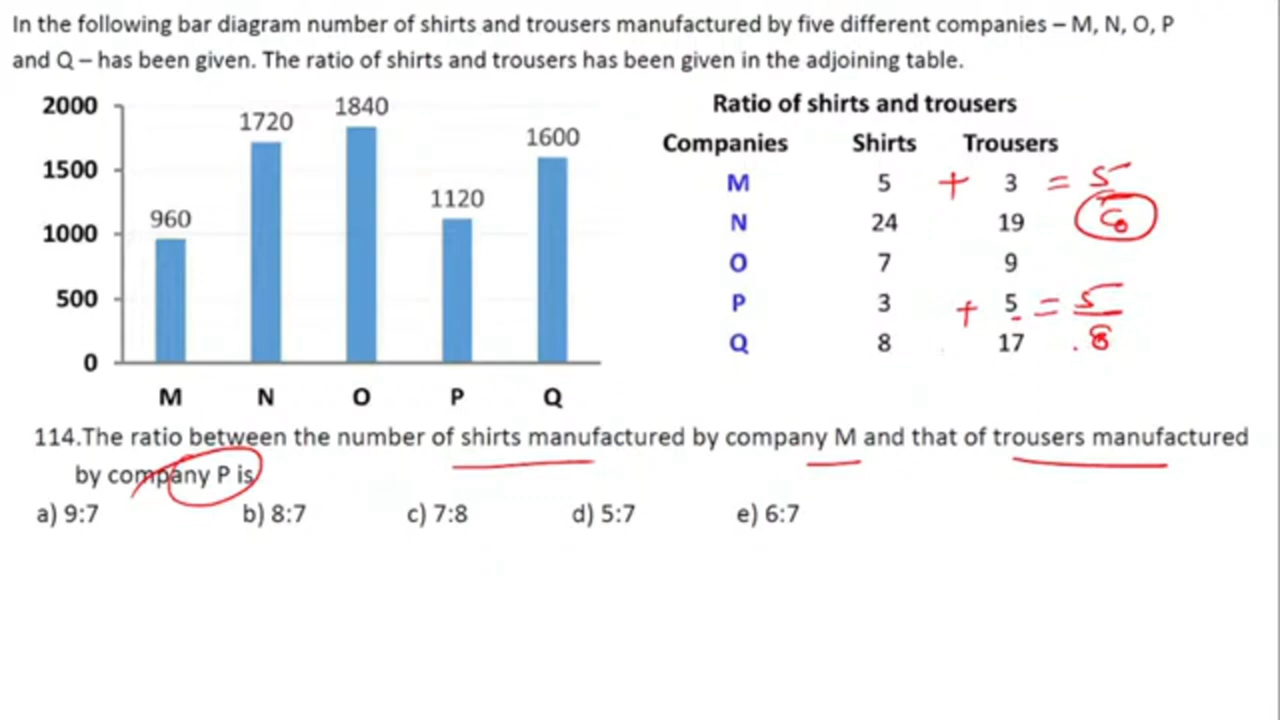 In the following bar diagram number of shirts and trousers manufactured by five different companies – M, N, O, P
and Q – has been given. The ratio of shirts and trousers has been given in the adjoining table.
2000
1500
1000
500
0
960
1720
1840
1120
1600
M N O P Q
Ratio of shirts and trousers
Companies Shirts Trousers
M 5 + 3 = 5
N 24 19 8
O 7 9
P 3 + 5 = 5
Q 8 17 8
114.The ratio between the number of shirts manufactured by company M and that of trousers manufactured
by company P is
a) 9:7 b) 8:7 c) 7:8 d) 5:7 e) 6:7